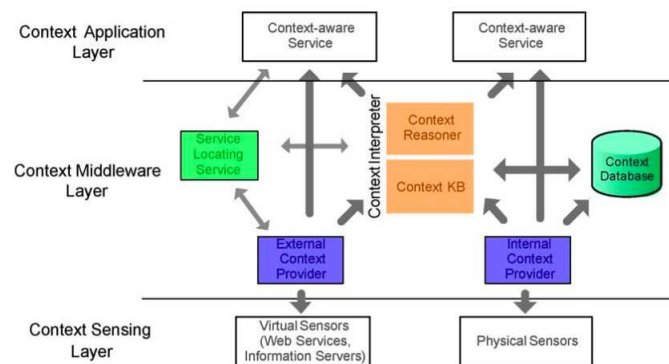 Context Application
Layer
Context-aware
Service
Context-aware
Service
Context Middleware
Layer
Service
Locating
Service
Context Interpreter
Context
Reasoner
Context KB
Context
Database
External
Context
Provider
Internal
Context
Provider
Context Sensing
Layer
Virtual Sensors
(Web Services,
Information Servers)
Physical Sensors